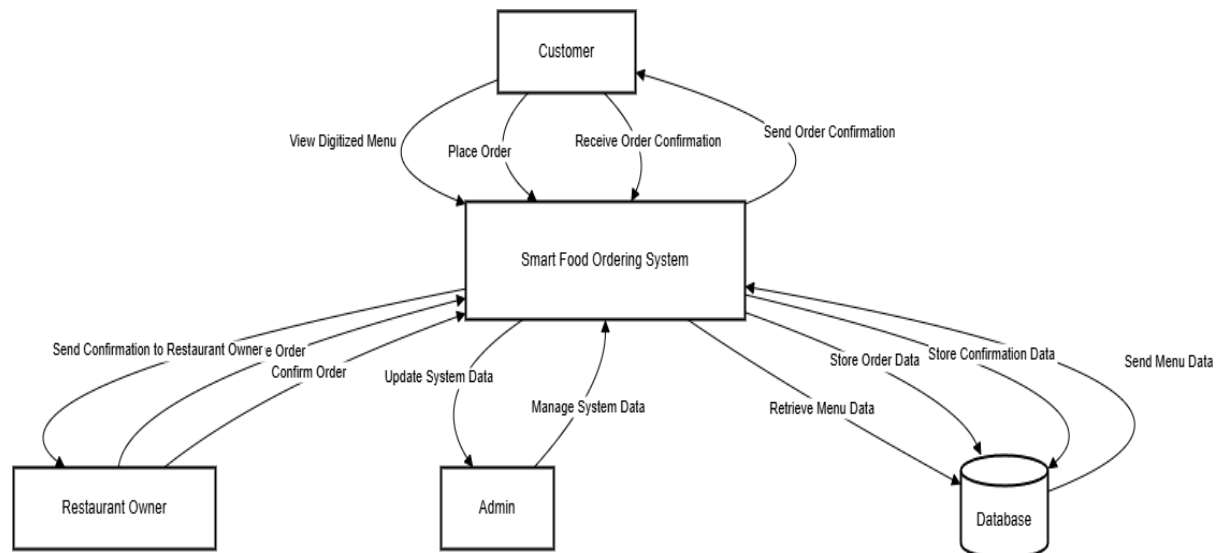 Customer
View Digitized Menu
Place Order
Receive Order Confirmation
Send Order Confirmation
Smart Food Ordering System
Send Confirmation to Restaurant Owner
e Order
Confirm Order
Update System Data
Manage System Data
Retrieve Menu Data
Store Order Data
Store Confirmation Data
Send Menu Data
Restaurant Owner
Admin
Database